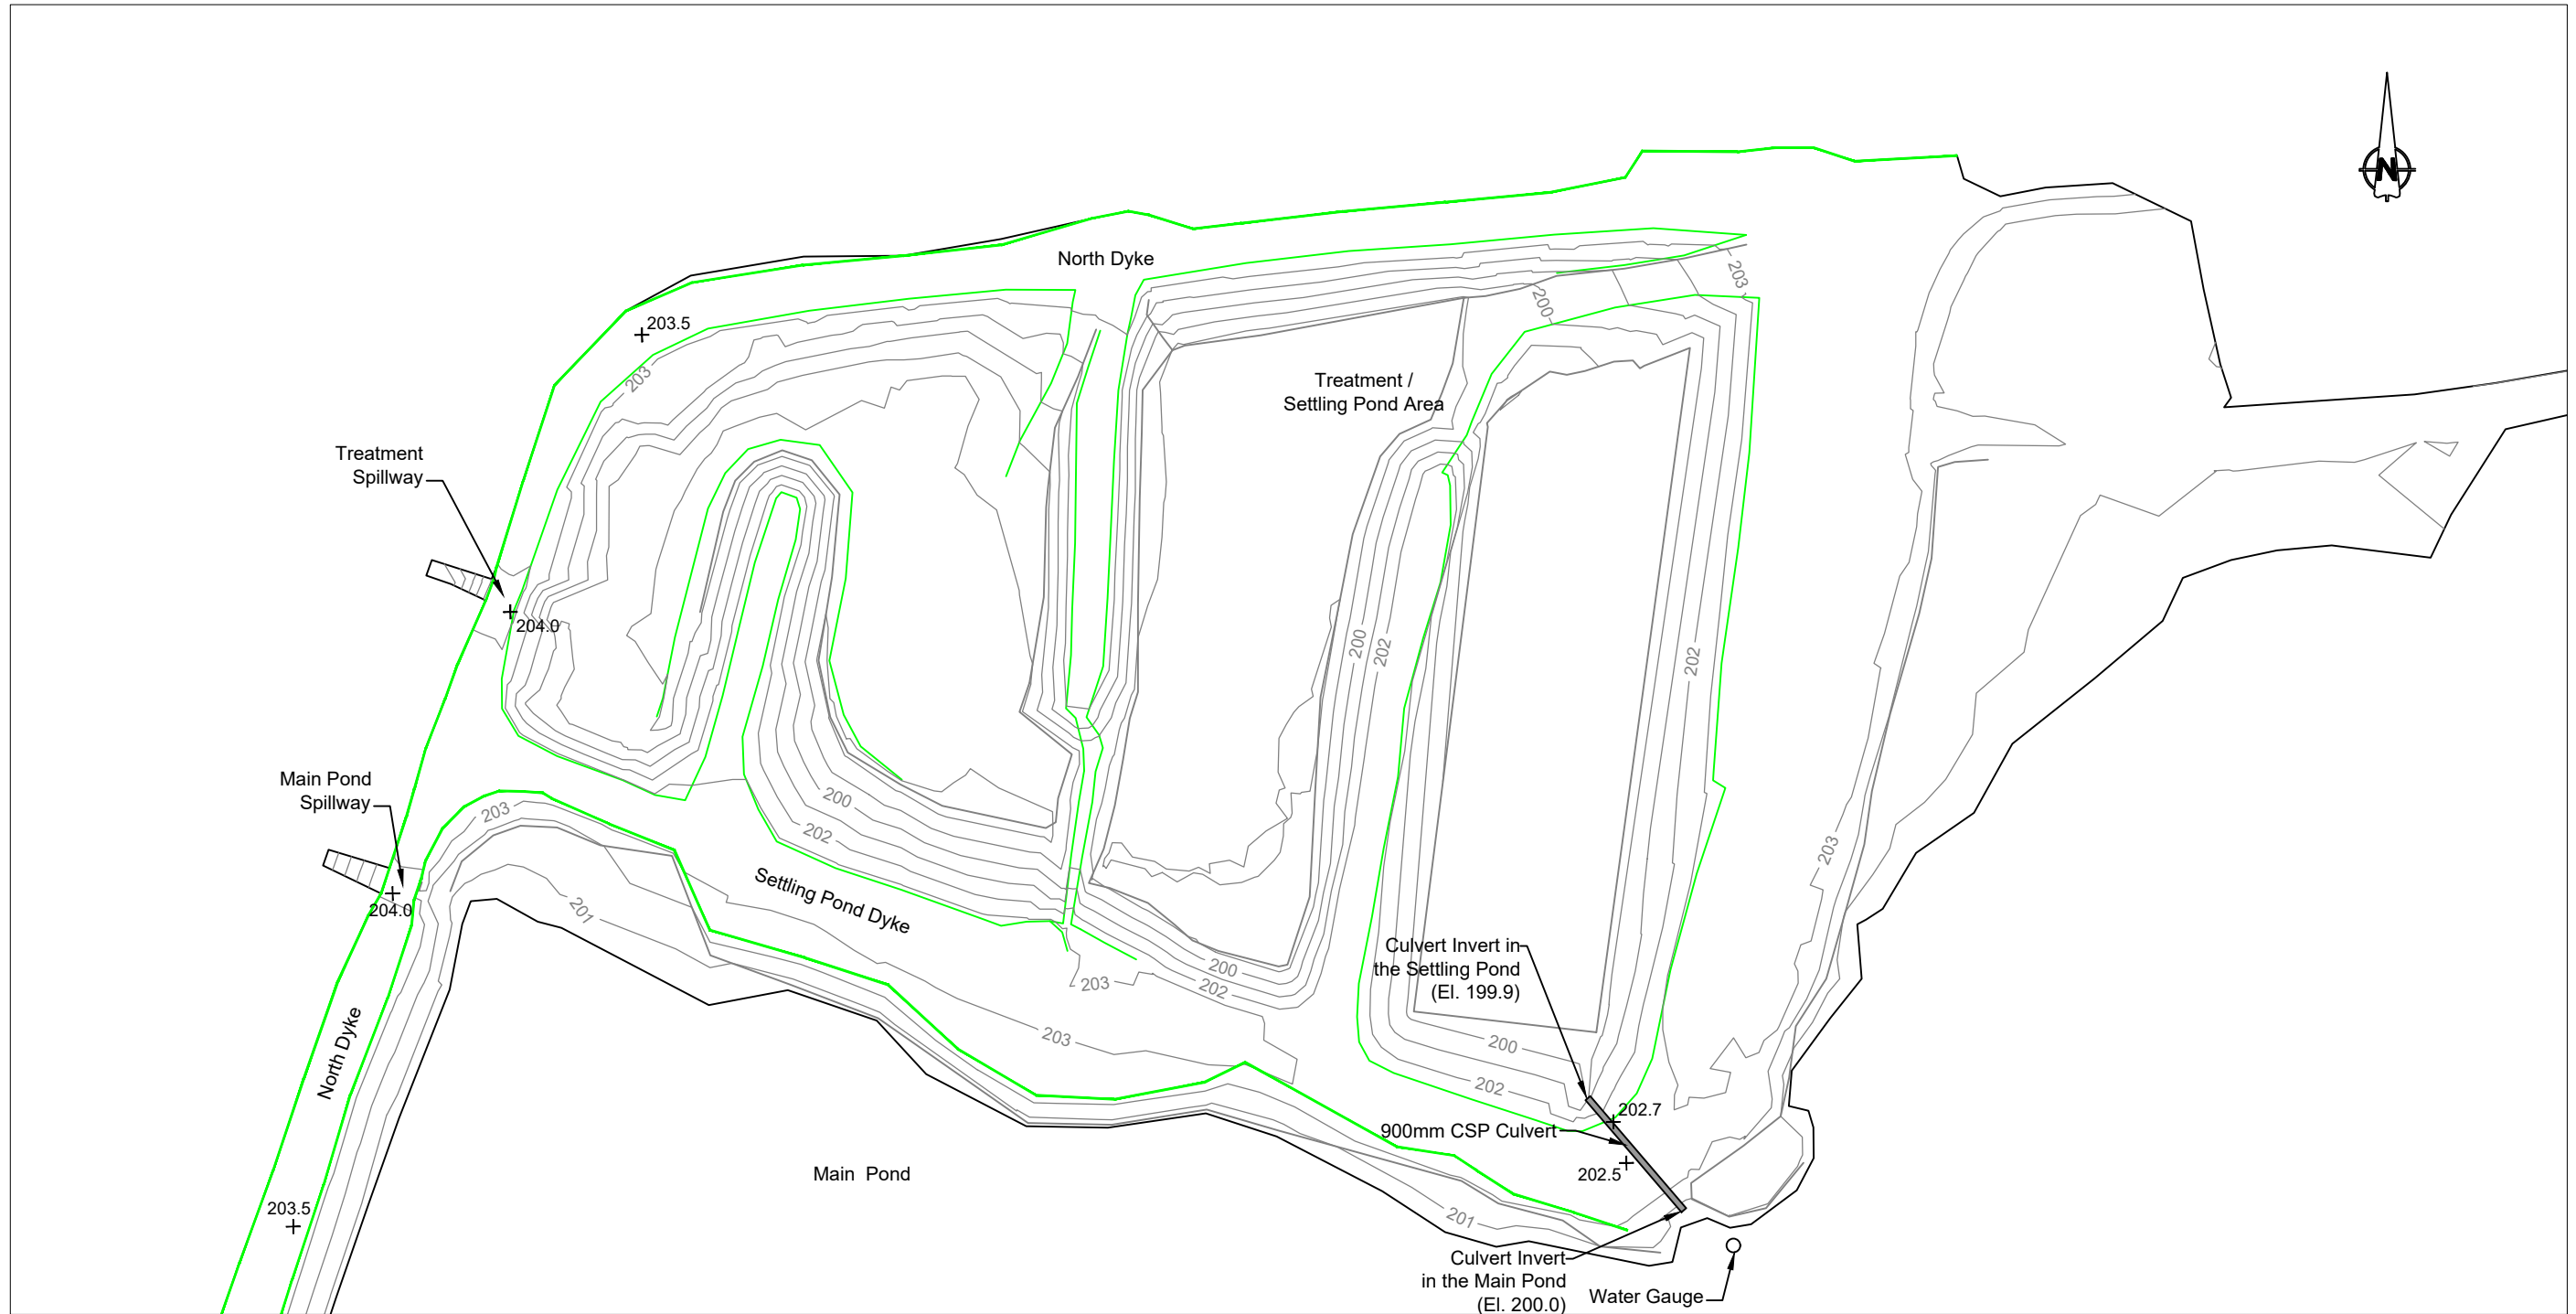 N
North Dyke
203
203.5
200
203
Treatment /
Settling Pond Area
Treatment
Spillway
204.0
200
202
202
Main Pond
Spillway
203
200
202
203
204.0
201
Settling Pond Dyke
Culvert Invert in
the Settling Pond
(El. 199.9)
200
202
203
North Dyke
203
200
202
202.7
900mm CSP Culvert
202.5
Main Pond
203.5
201
Culvert Invert
in the Main Pond
(El. 200.0)
Water Gauge